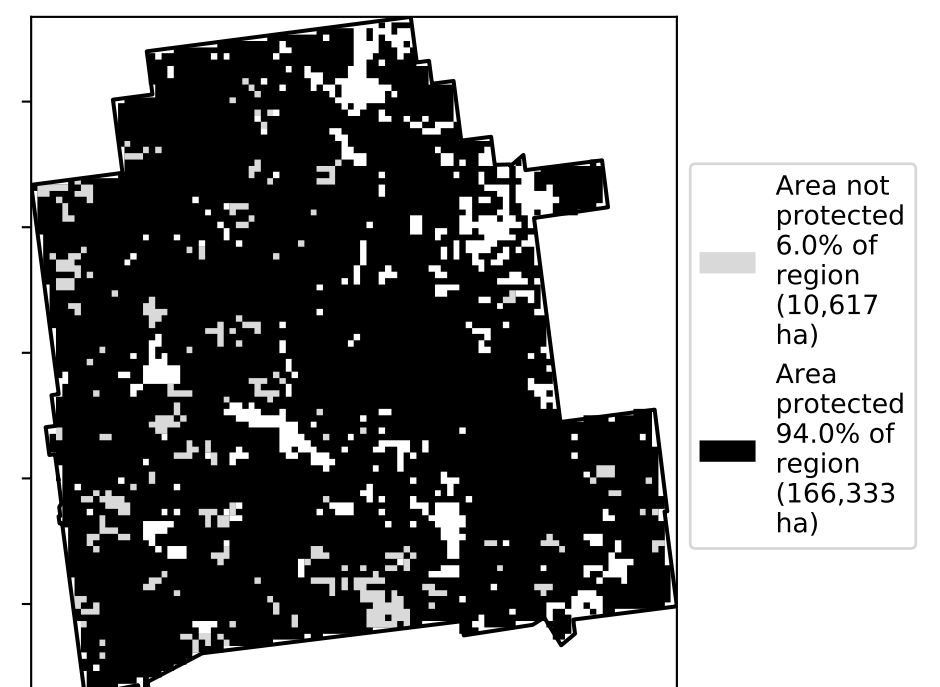 Area not
protected
6.0% of
region
(10,617
ha)
Area
protected
94.0% of
region
(166,333
ha)